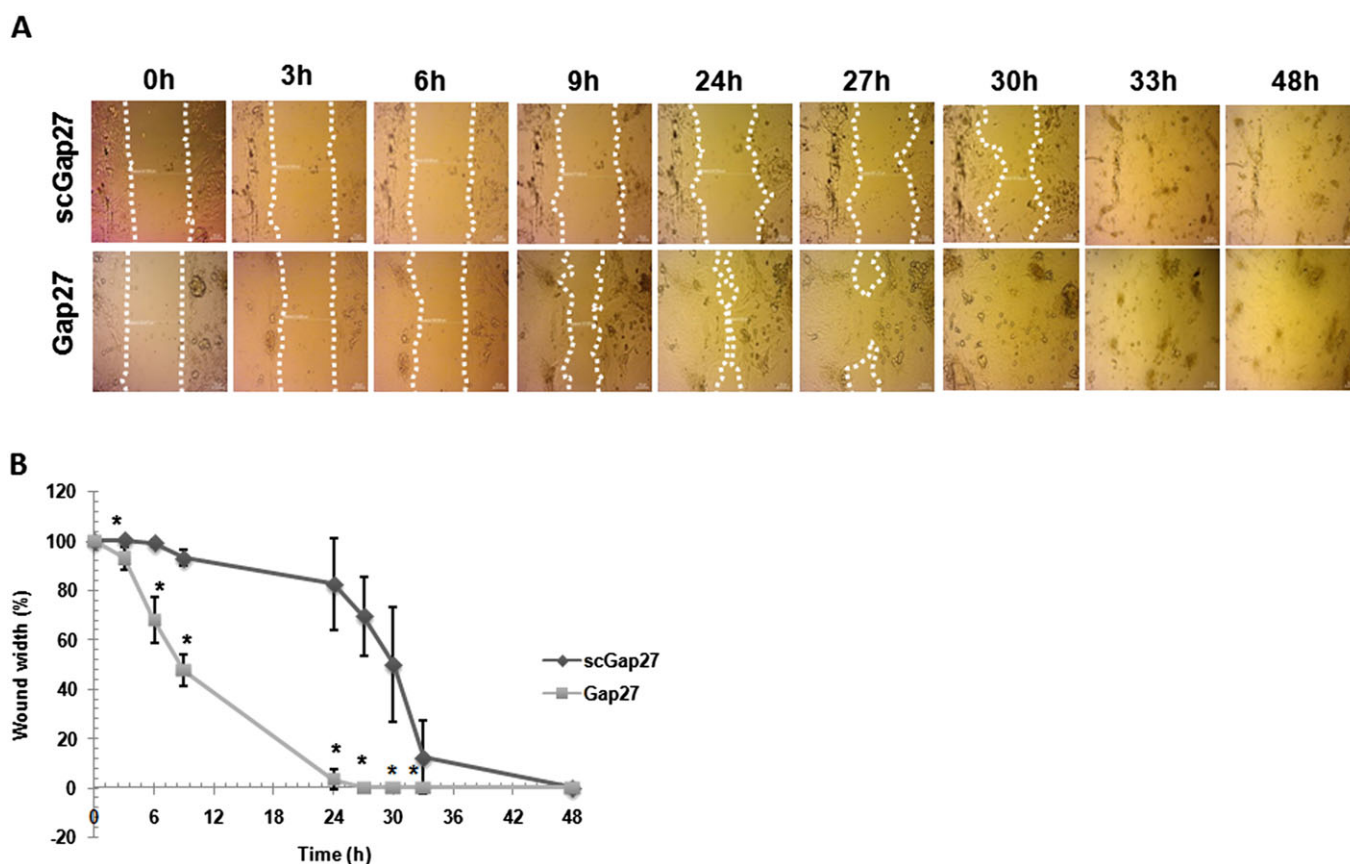 A
0h 3h 6h 9h 24h 27h 30h 33h 48h
scGap27
Gap27
B
120
100
80
60
40
20
0
-20
Wound width (%)
* * * * * * *
0 6 12 18 24 30 36 42 48
Time (h)
scGap27
Gap27